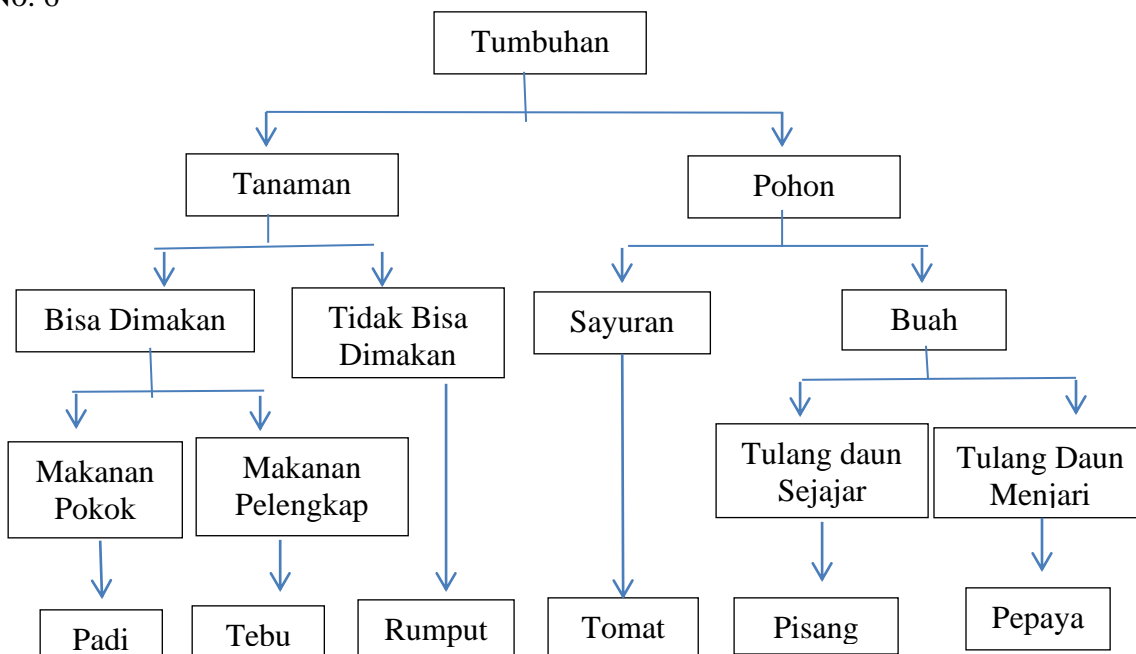 No. 6
Tumbuhan
Tanaman
Pohon
Bisa Dimakan
Tidak Bisa
Dimakan
Sayuran
Buah
Makanan
Pokok
Makanan
Pelengkap
Tulang daun
Sejajar
Tulang Daun
Menjari
Padi
Tebu
Rumput
Tomat
Pisang
Pepaya